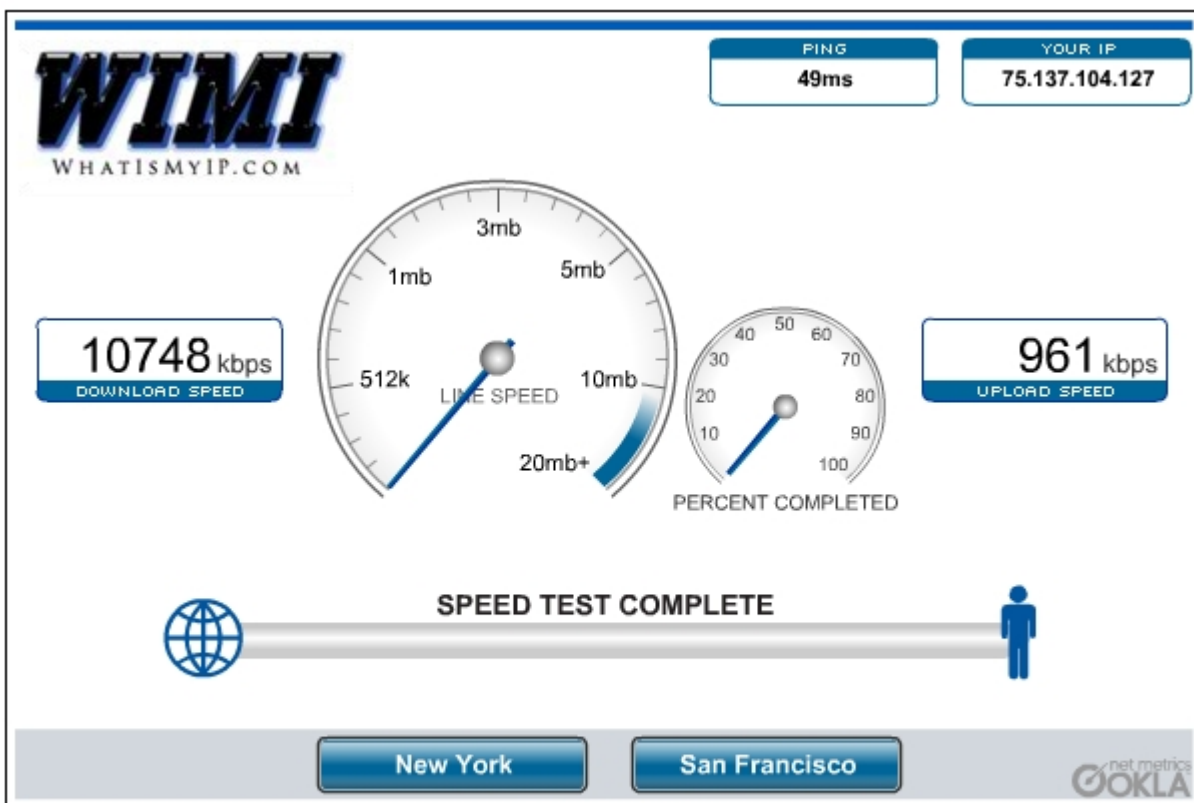 WIMI
WHATISMYIP.COM
PING
49ms
YOUR IP
75.137.104.127
10748 kbps
DOWNLOAD SPEED
512k
1mb
3mb
5mb
10mb
20mb+
LINE SPEED
10
20
30
40
50
60
70
80
90
100
PERCENT COMPLETED
961 kbps
UPLOAD SPEED
SPEED TEST COMPLETE
New York
San Francisco
net metrics
OOKLA